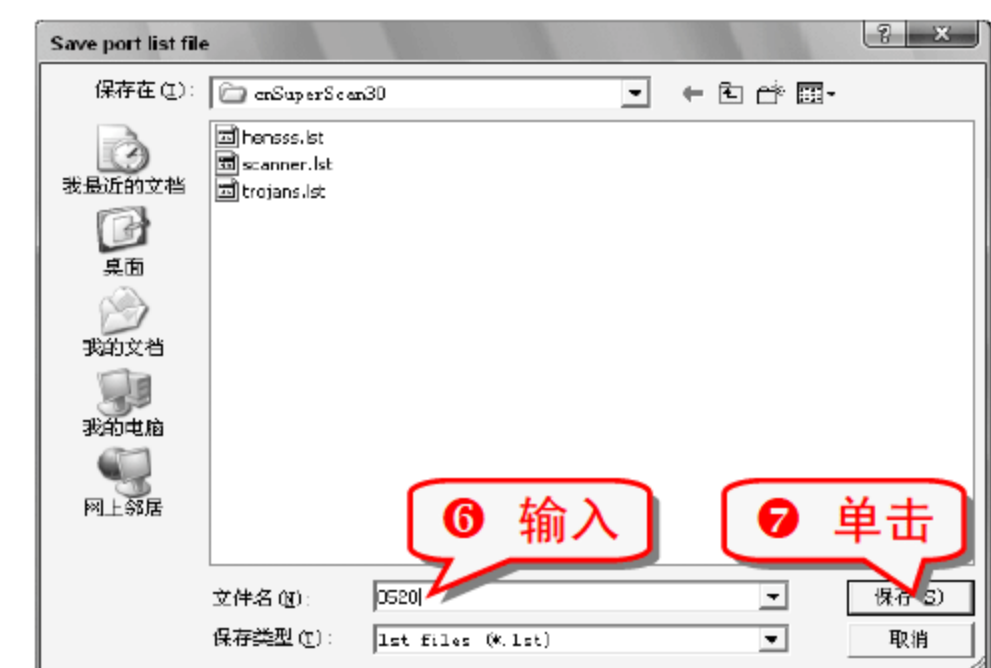 Save port list file
保存在(I):
cnSuperScan30
hensss.lst
scanner.lst
trojans.lst
我最近的文档
桌面
我的文档
我的电脑
网上邻居
❻ 输入
❼ 单击
文件名(N):
0520
保存(S)
保存类型(T):
lst files (*.lst)
取消